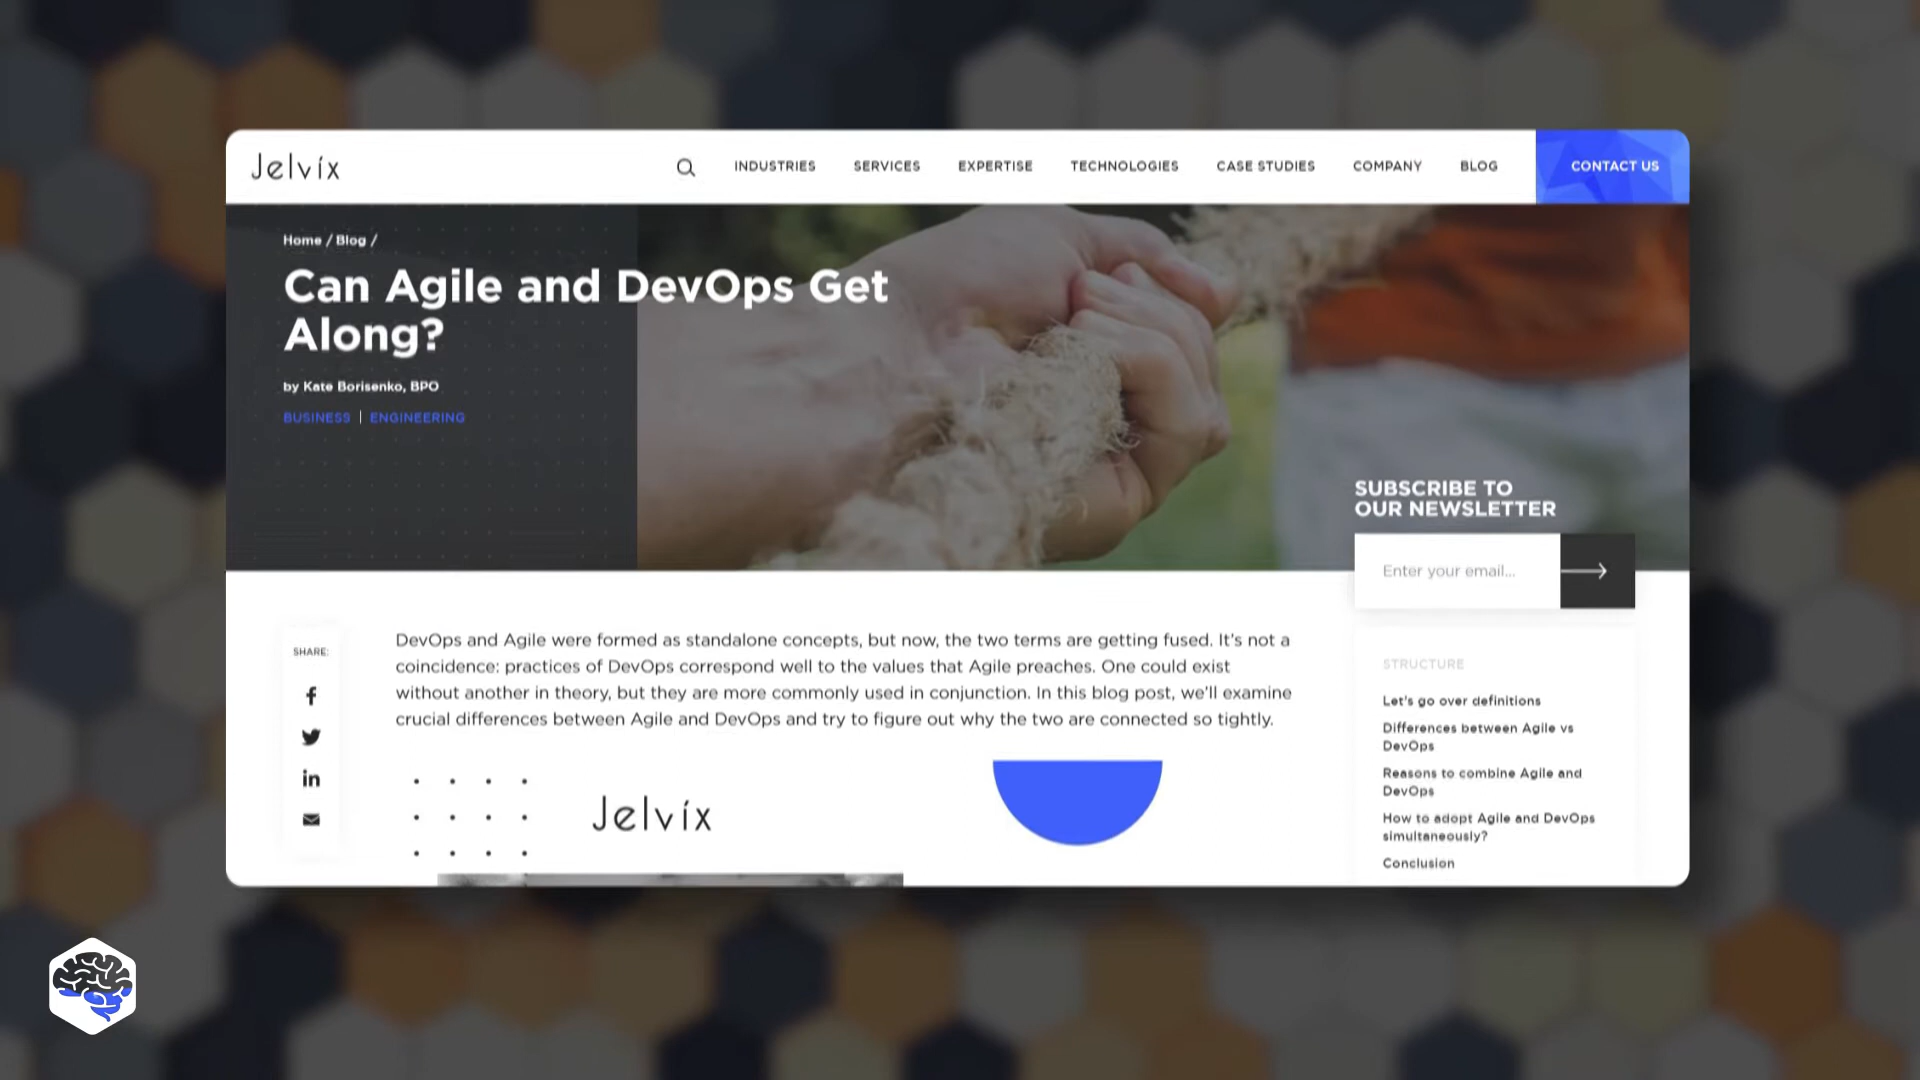 Jelvix
INDUSTRIES
SERVICES
EXPERTISE
TECHNOLOGIES
CASE STUDIES
COMPANY
BLOG
CONTACT US
Home / Blog /
Can Agile and DevOps Get
Along?
by Kate Borisenko, BPO
BUSINESS | ENGINEERING
SUBSCRIBE TO
OUR NEWSLETTER
Enter your email...
SHARE:
DevOps and Agile were formed as standalone concepts, but now, the two terms are getting fused. It's not a
coincidence: practices of DevOps correspond well to the values that Agile preaches. One could exist
without another in theory, but they are more commonly used in conjunction. In this blog post, we'll examine
crucial differences between Agile and DevOps and try to figure out why the two are connected so tightly.
Jelvix
STRUCTURE
Let's go over definitions
Differences between Agile vs
DevOps
Reasons to combine Agile and
DevOps
How to adopt Agile and DevOps
simultaneously?
Conclusion